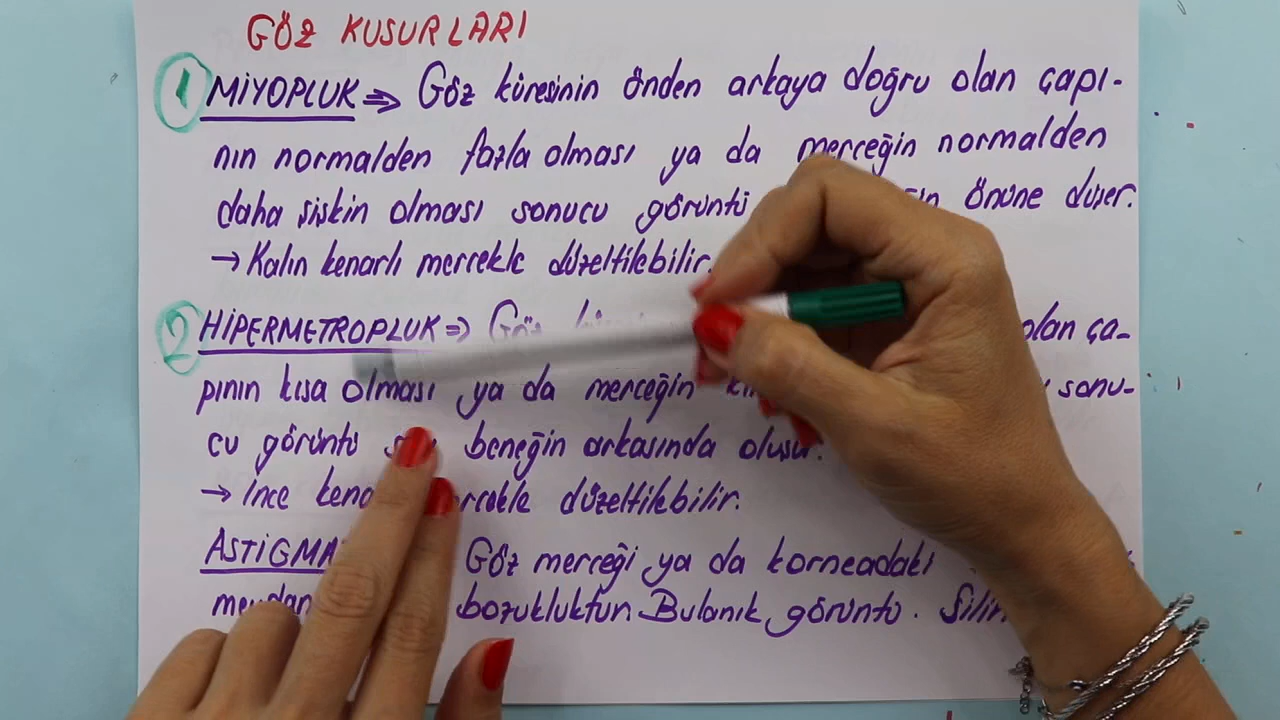 GÖZ KUSURLARI
1 MİYOPLUK ⇒ Göz küresinin önden arkaya doğru olan çapı-
nın normalden fazla olması ya da merceğin normalden
daha şişkin olması sonucu görüntü önüne düşer.
→ Kalın kenarlı mercekle düzeltilebilir.
2 HİPERMETROPLUK ⇒ Göz olan ça-
pının kısa olması ya da merceğin sonu-
cu görüntü beneğin arkasında oluşur.
→ İnce düzeltilebilir.
Göz merceği ya da korneadaki
bozukluktur. Bulanık görüntü.